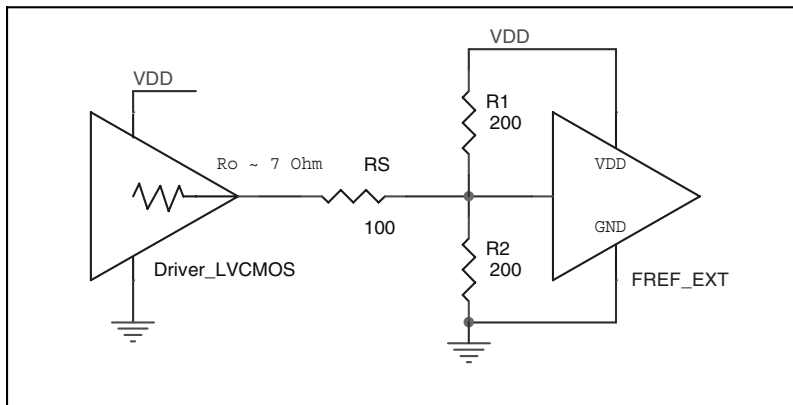 VDD
VDD
R1
200
Ro ~ 7 Ohm
RS
VDD
100
GND
R2
200
Driver_LVCMOS
FREF_EXT